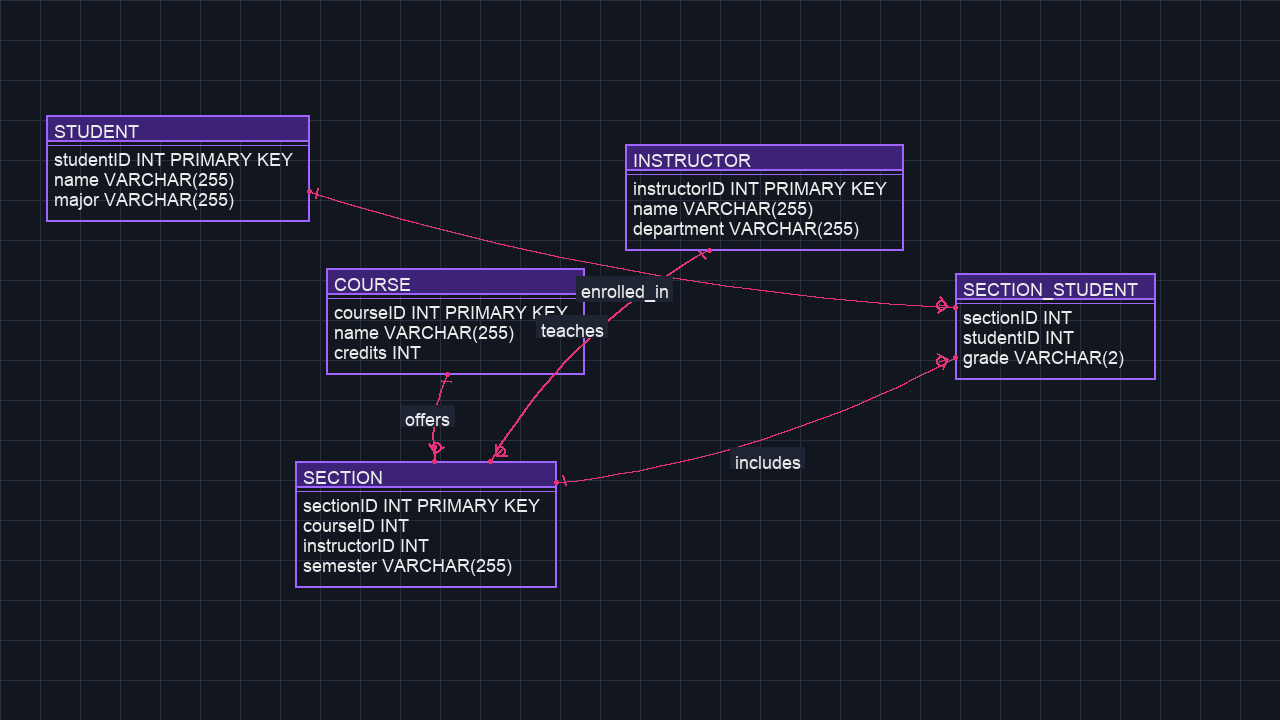 STUDENT
studentID INT PRIMARY KEY
name VARCHAR(255)
major VARCHAR(255)
INSTRUCTOR
instructorID INT PRIMARY KEY
name VARCHAR(255)
department VARCHAR(255)
COURSE
courseID INT PRIMARY KEY
name VARCHAR(255)
credits INT
enrolled_in
teaches
SECTION_STUDENT
sectionID INT
studentID INT
grade VARCHAR(2)
offers
includes
SECTION
sectionID INT PRIMARY KEY
courseID INT
instructorID INT
semester VARCHAR(255)